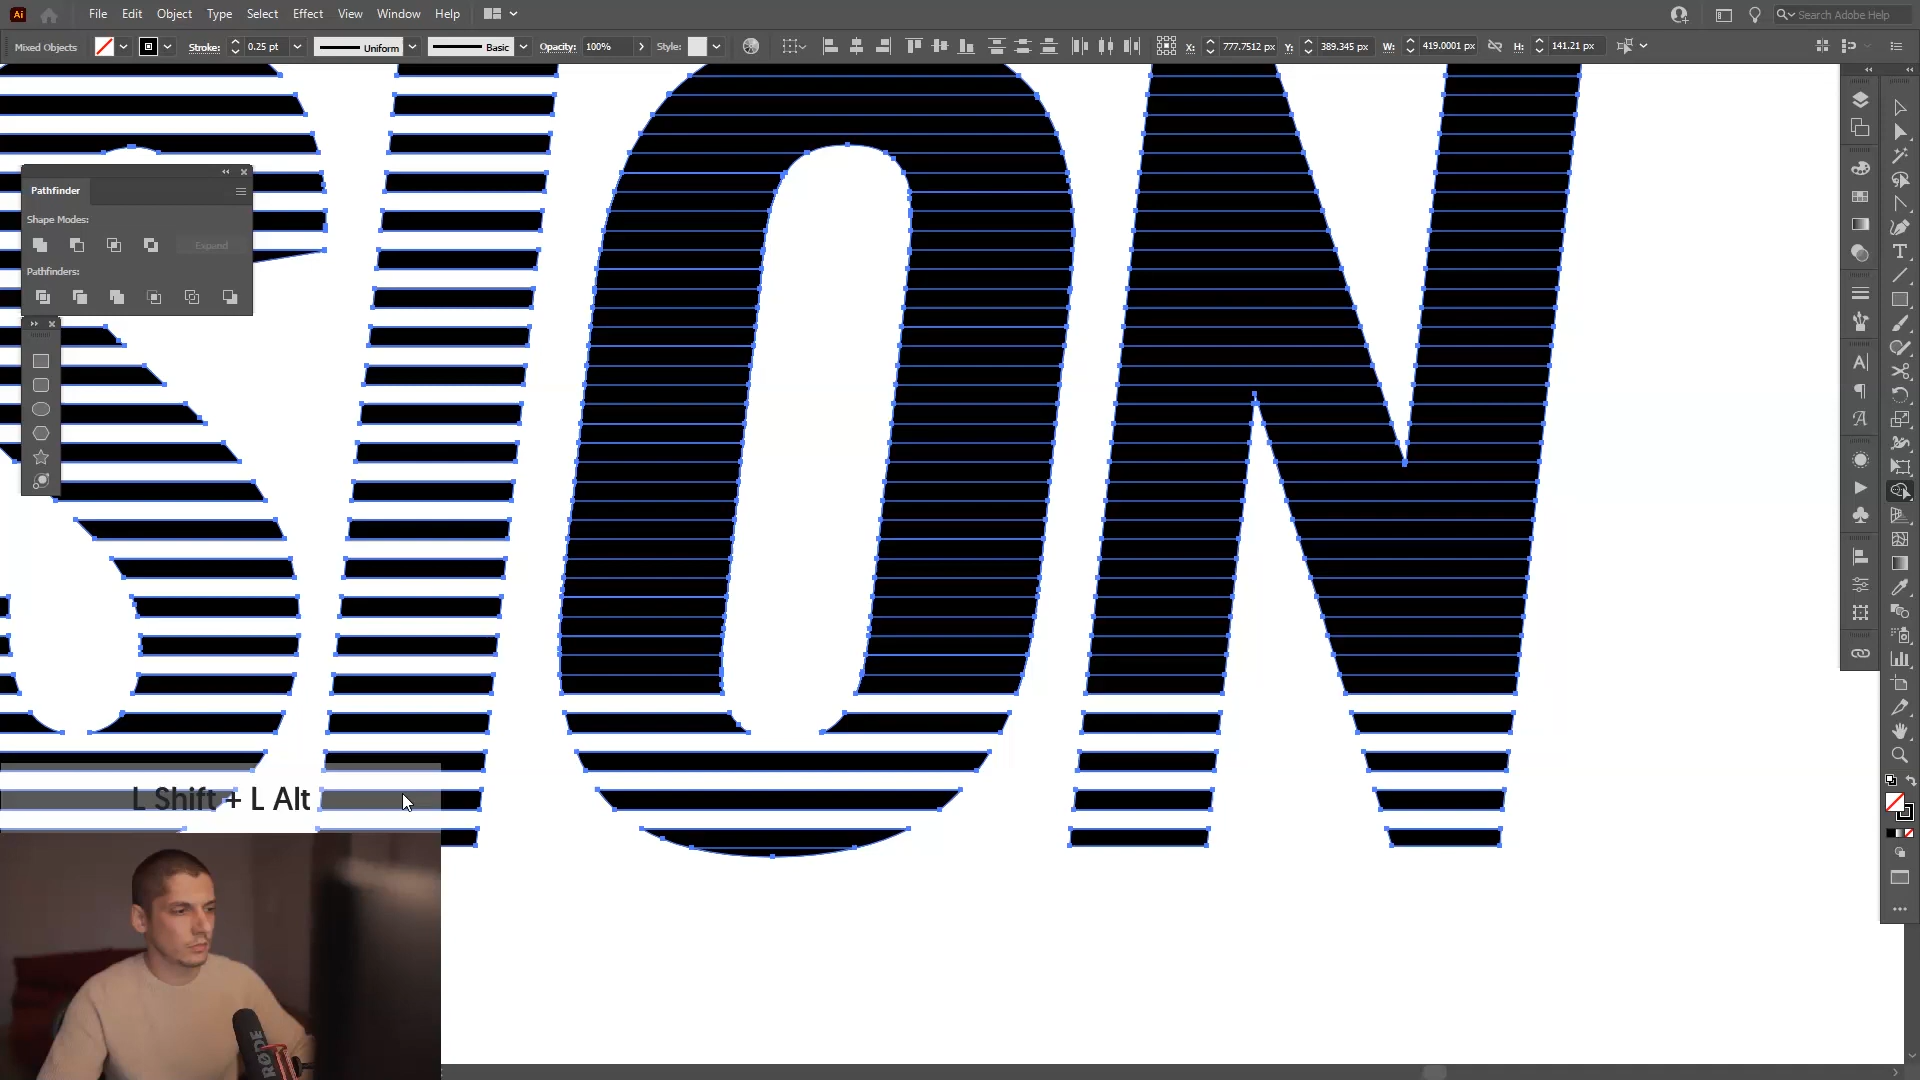 Ai File Edit Object Type Select Effect View Window Help Search Adobe Help
Mixed Objects Stroke: 0.25 pt Uniform Basic Opacity: 100% Style: X: 777.7512 px Y: 389.345 px W: 419.0001 px H: 141.21 px
SION
Pathfinder
Shape Modes:
Expand
Pathfinders:
L Shift + L Alt
RØDE